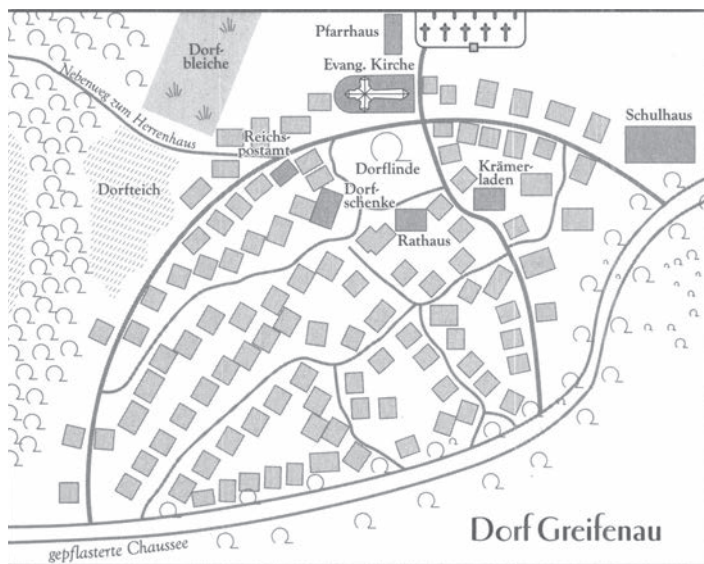 Pfarrhaus
Dorf-
bleiche
Evang. Kirche
Nebenweg zum Herrenhaus
Schulhaus
Reichs-
postamt
Dorflinde
Krämer-
laden
Dorfteich
Dorf-
schenke
Rathaus
Dorf Greifenau
gepflasterte Chaussee